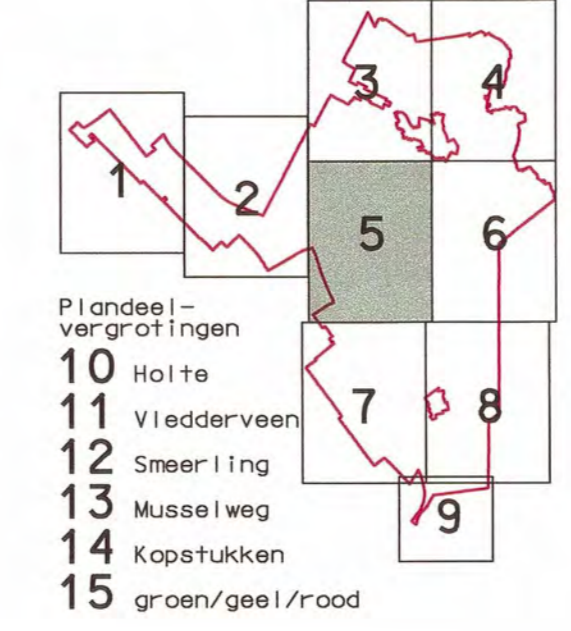 3 4
1 2
5 6
7 8
9
Plandeel-
vergrotingen
10 Holte
11 Vledderveen
12 Smeerling
13 Musselweg
14 Kopstukken
15 groen/geel/rood